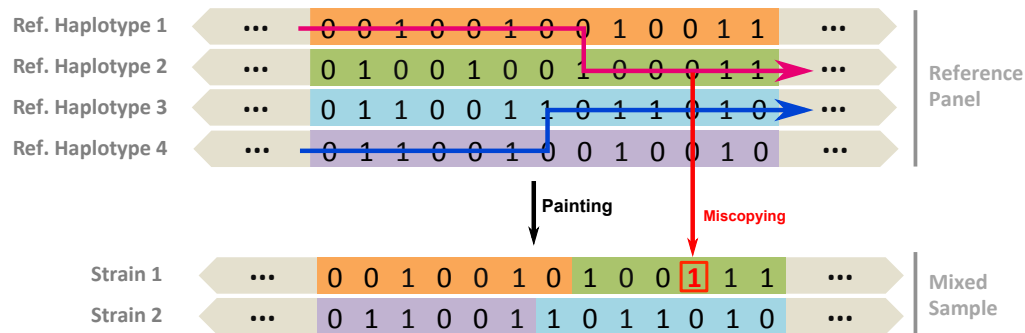 Ref. Haplotype 1 ... 0 0 1 0 0 1 0 0 1 0 0 1 1 ...
Ref. Haplotype 2 ... 0 1 0 0 1 0 0 1 0 0 0 1 1 ...
Ref. Haplotype 3 ... 0 1 1 0 0 1 1 0 1 1 0 1 0 ...
Ref. Haplotype 4 ... 0 1 1 0 0 1 0 0 1 0 0 1 0 ...
Reference
Panel
Painting
Miscopying
Strain 1 ... 0 0 1 0 0 1 0 1 0 0 1 1 1 ...
Strain 2 ... 0 1 1 0 0 1 1 0 1 1 0 1 0 ...
Mixed
Sample